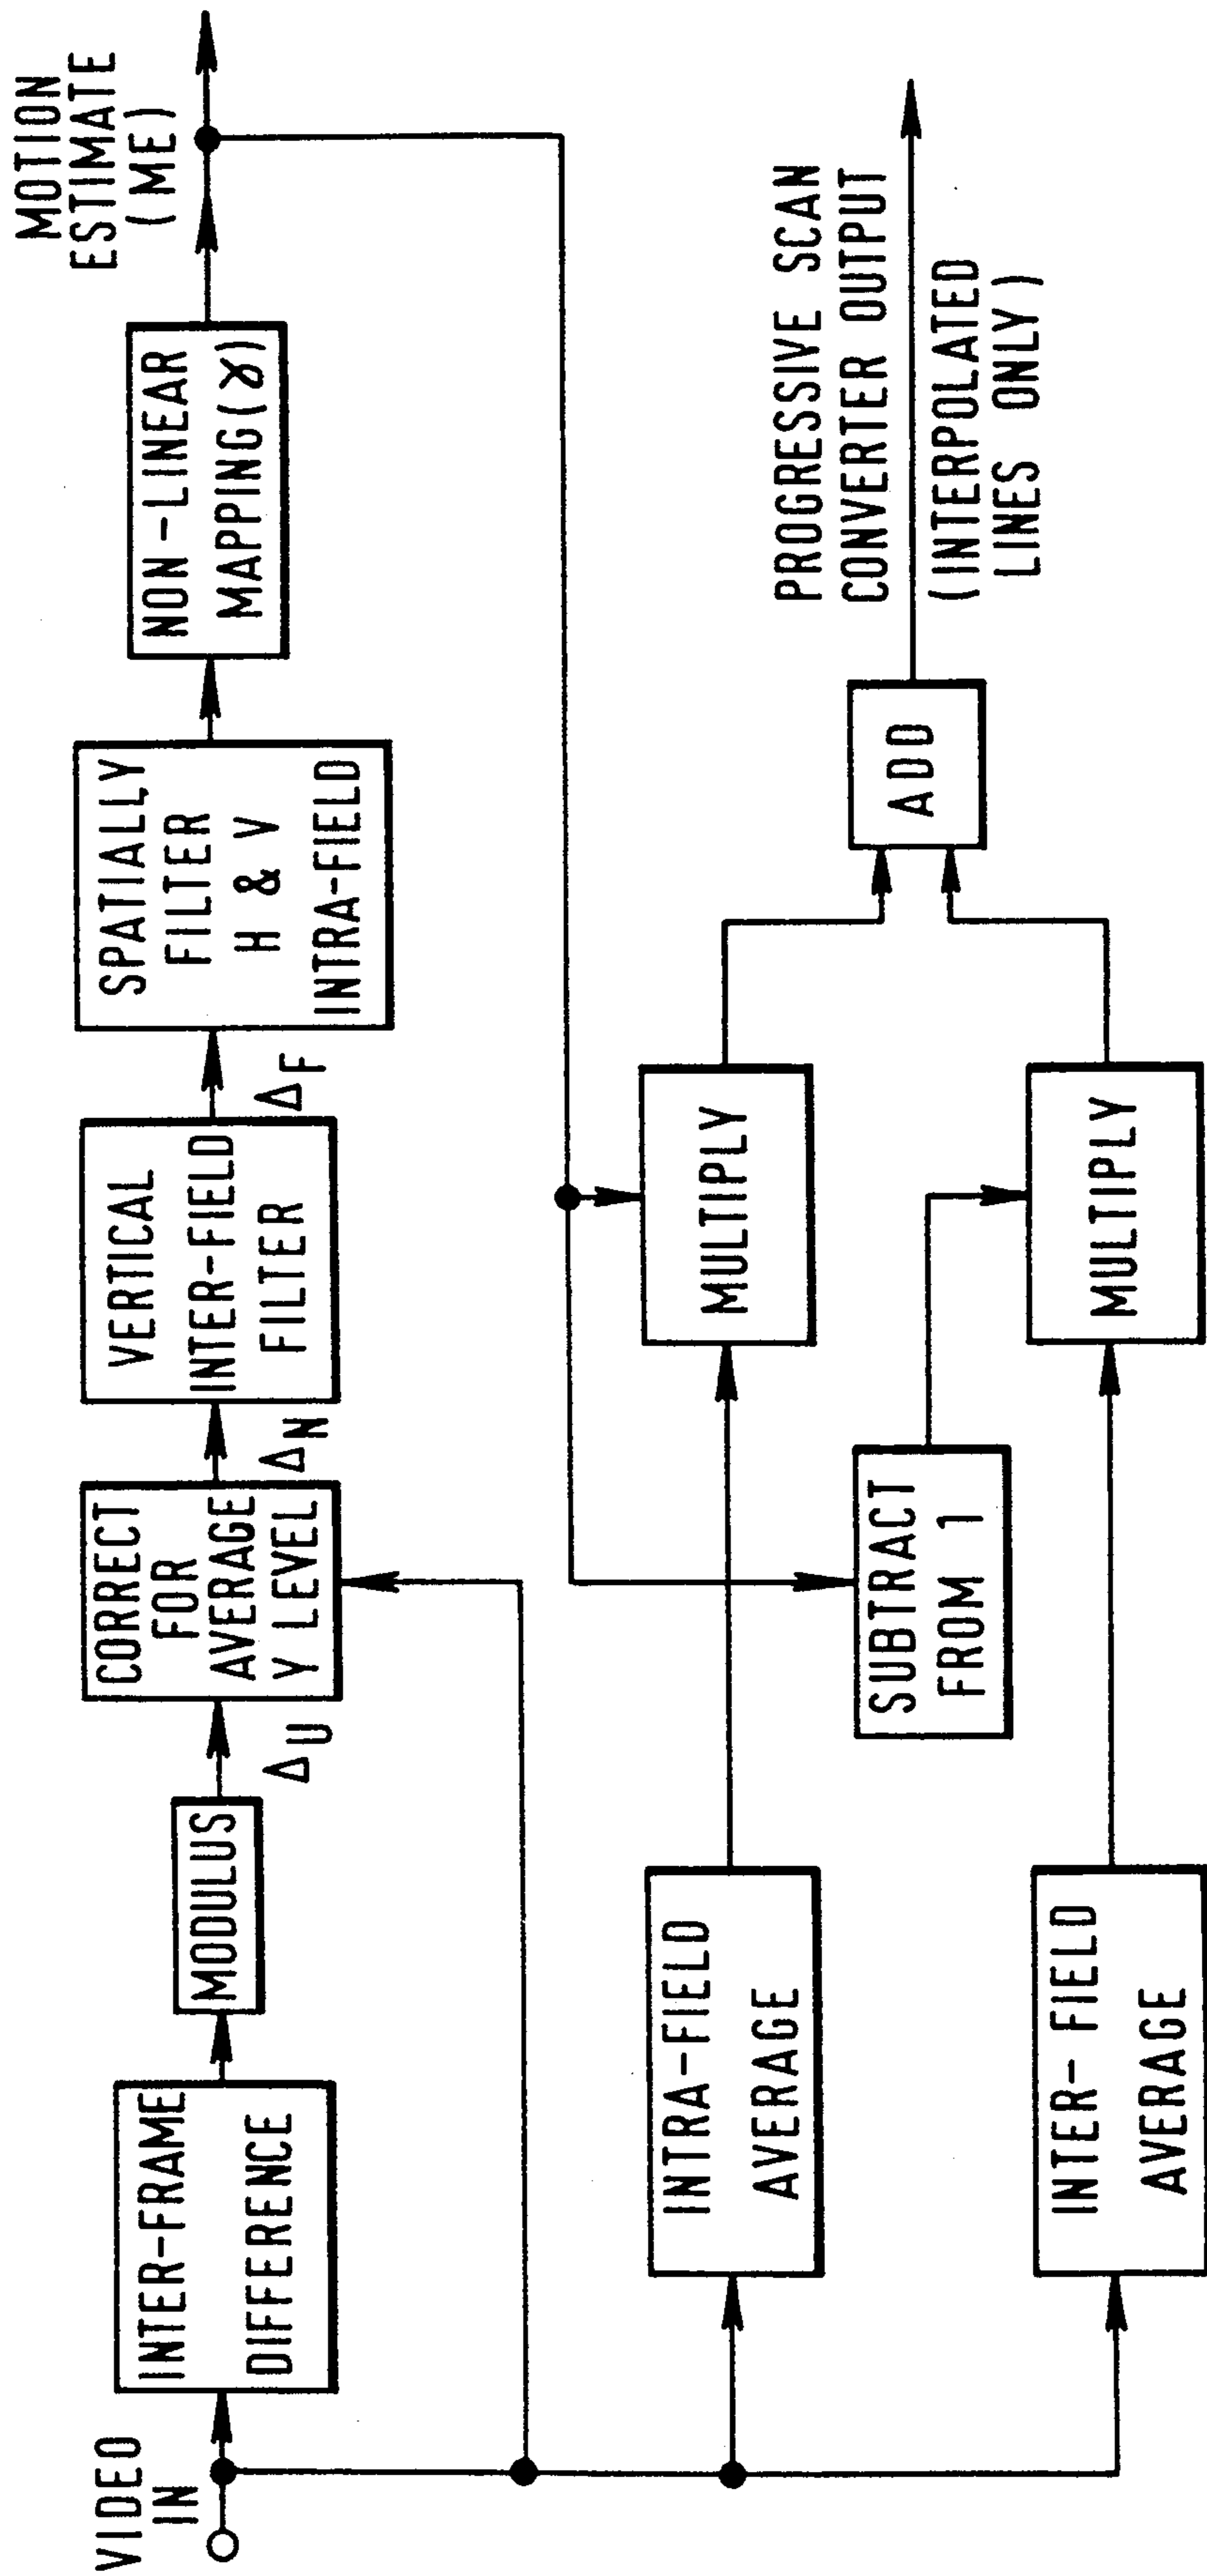 VIDEO
IN
INTER-FRAME
DIFFERENCE
MODULUS
ΔU
CORRECT
FOR
AVERAGE
Y LEVEL
ΔN
VERTICAL
INTER-FIELD
FILTER
ΔF
SPATIALLY
FILTER
H & V
INTRA-FIELD
NON-LINEAR
MAPPING(γ)
MOTION
ESTIMATE
(ME)
INTRA-FIELD
AVERAGE
MULTIPLY
SUBTRACT
FROM 1
INTER-FIELD
AVERAGE
MULTIPLY
ADD
PROGRESSIVE SCAN
CONVERTER OUTPUT
(INTERPOLATED
LINES ONLY)